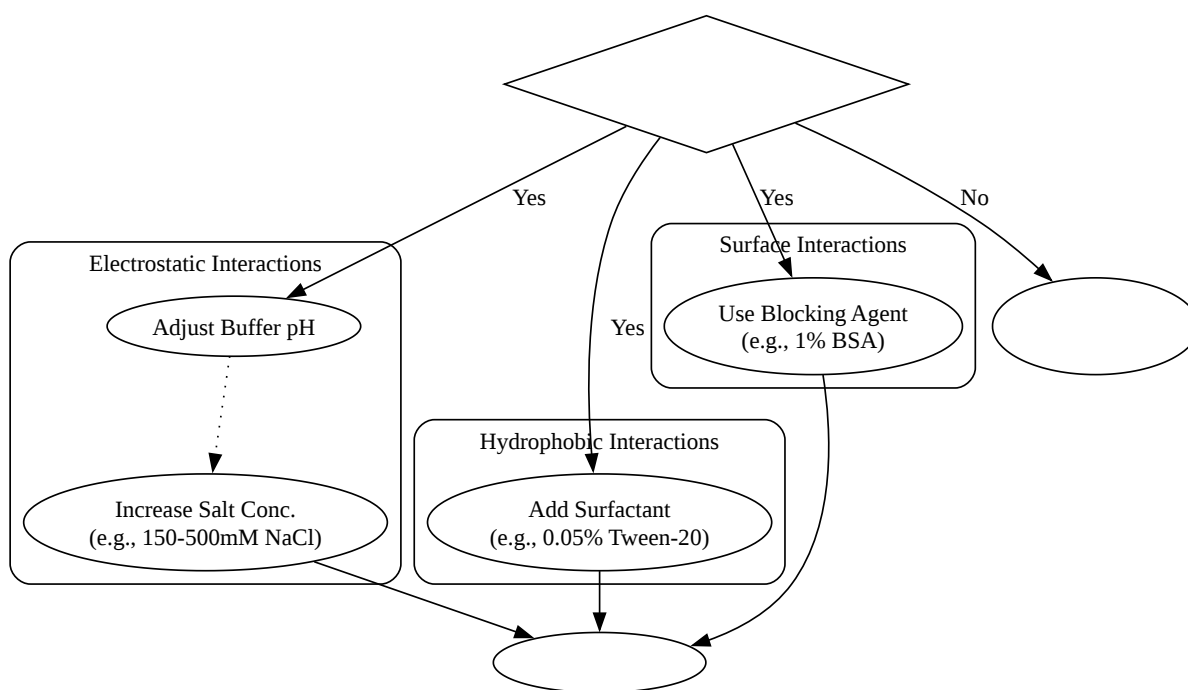 Yes
Yes
No
Surface Interactions
Electrostatic Interactions
Use Blocking Agent
(e.g., 1% BSA)
Adjust Buffer pH
Yes
Hydrophobic Interactions
Increase Salt Conc.
(e.g., 150-500mM NaCl)
Add Surfactant
(e.g., 0.05% Tween-20)